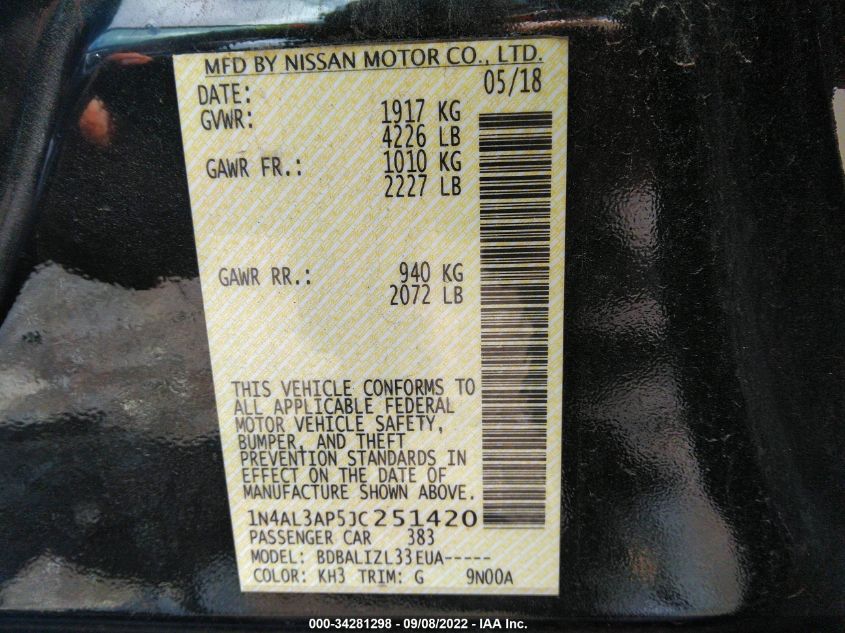 MFD BY NISSAN MOTOR CO., LTD.
DATE: 05/18
GVWR: 1917 KG
4226 LB
GAWR FR.: 1010 KG
2227 LB
GAWR RR.: 940 KG
2072 LB
THIS VEHICLE CONFORMS TO
ALL APPLICABLE FEDERAL
MOTOR VEHICLE SAFETY,
BUMPER, AND THEFT
PREVENTION STANDARDS IN
EFFECT ON THE DATE OF
MANUFACTURE SHOWN ABOVE.
1N4AL3AP5JC251420
PASSENGER CAR 383
MODEL: BDBALIZL33EUA-----
COLOR: KH3 TRIM: G 9N00A
000-34281298 - 09/08/2022 - IAA Inc.